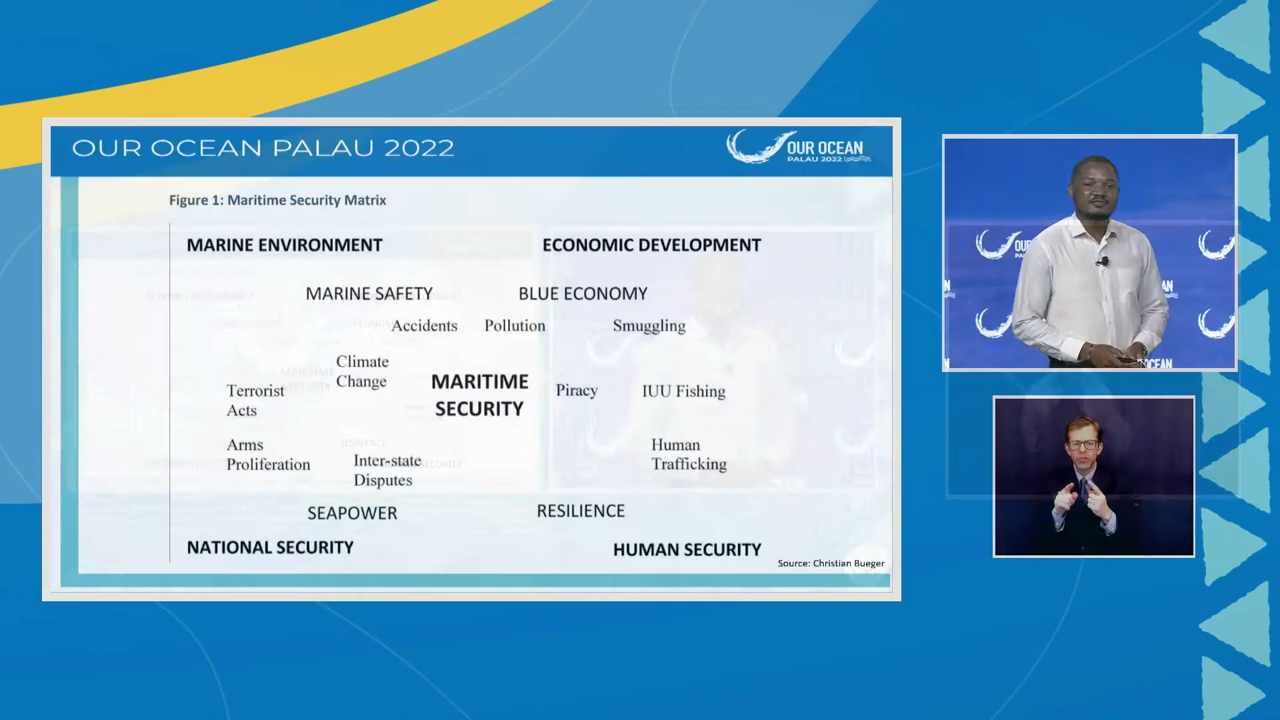 OUR OCEAN PALAU 2022
OUR OCEAN
PALAU 2022
Figure 1: Maritime Security Matrix
MARINE ENVIRONMENT
ECONOMIC DEVELOPMENT
MARINE SAFETY
BLUE ECONOMY
Accidents
Pollution
Smuggling
Climate
Change
Terrorist
Acts
MARITIME
SECURITY
Piracy
IUU Fishing
Arms
Proliferation
Inter-state
Disputes
Human
Trafficking
SEAPOWER
RESILIENCE
NATIONAL SECURITY
HUMAN SECURITY
Source: Christian Bueger
OCEAN